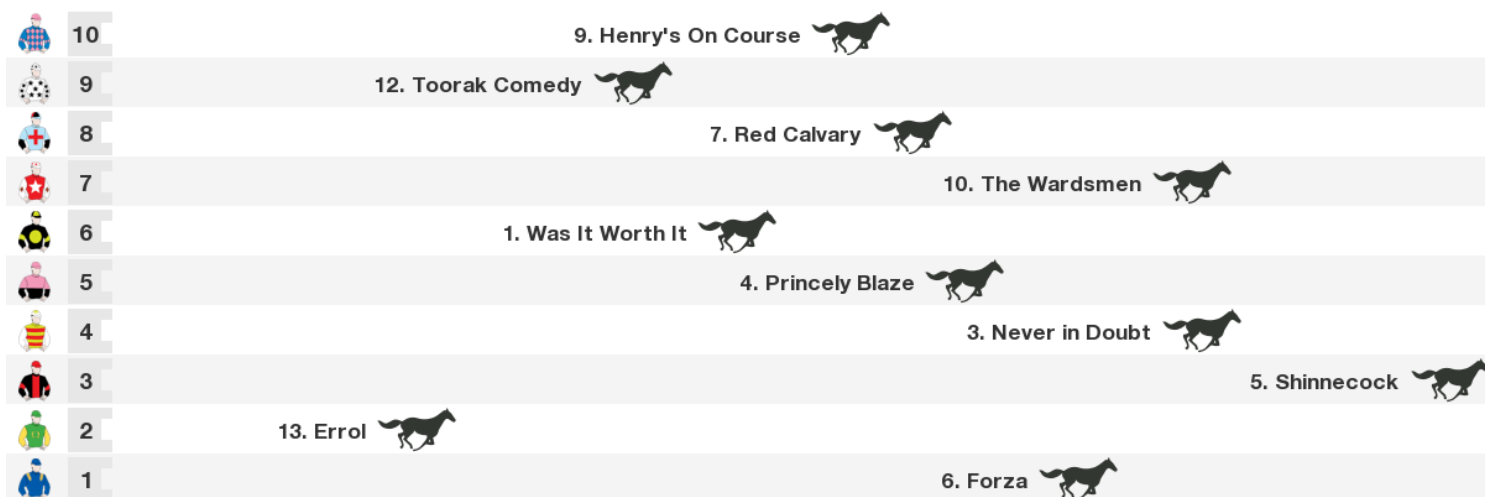 10 9. Henry's On Course
9 12. Toorak Comedy
8 7. Red Calvary
7 10. The Wardsmen
6 1. Was It Worth It
5 4. Princely Blaze
4 3. Never in Doubt
3 5. Shinnecock
2 13. Errol
1 6. Forza